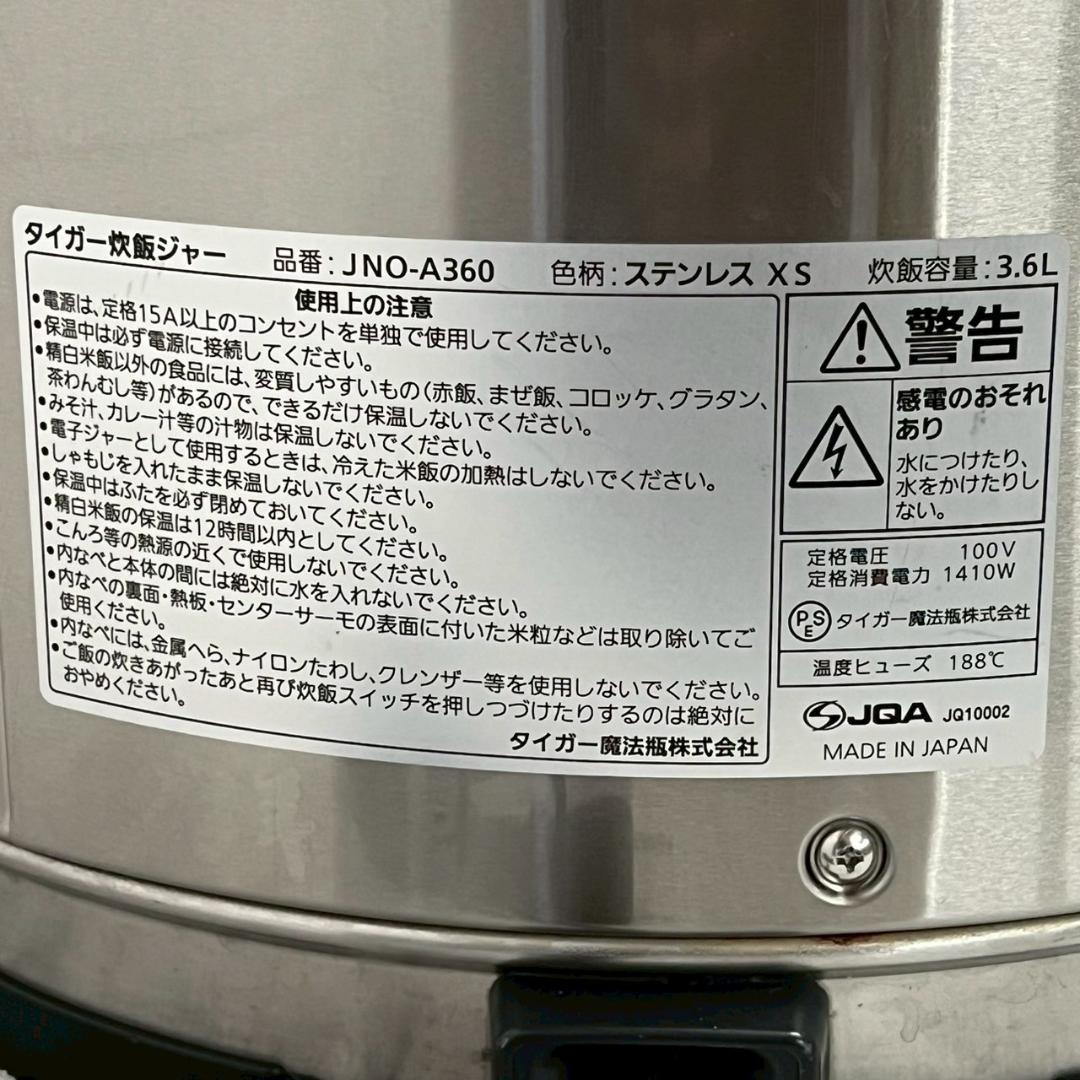 タイガー炊飯ジャー 品番:JNO-A360 色柄:ステンレス XS 炊飯容量:3.6L
使用上の注意
•電源は、定格15A以上のコンセントを単独で使用してください。
•保温中は必ず電源に接続してください。
•精白米飯以外の食品には、変質しやすいもの(赤飯、まぜ飯、コロッケ、グラタン、
茶わんむし等)があるので、できるだけ保温しないでください。
•みそ汁、カレー汁等の汁物は保温しないでください。
•電子ジャーとして使用するときは、冷えた米飯の加熱はしないでください。
•しゃもじを入れたまま保温しないでください。
•保温中はふたを必ず閉めておいてください。
•精白米飯の保温は12時間以内としてください。
•こんろ等の熱源の近くで使用しないでください。
•内なべと本体の間には絶対に水を入れないでください。
•内なべの裏面・熱板・センターサーモの表面に付いた米粒などは取り除いてご
使用ください。
•内なべには、金属へら、ナイロンたわし、クレンザー等を使用しないでください。
•ご飯の炊きあがったあと再び炊飯スイッチを押しつづけたりするのは絶対に
おやめください。
タイガー魔法瓶株式会社
警告
感電のおそれ
あり
水につけたり、
水をかけたりし
ない。
定格電圧 100V
定格消費電力 1410W
PSE タイガー魔法瓶株式会社
温度ヒューズ 188℃
JQA JQ10002
MADE IN JAPAN